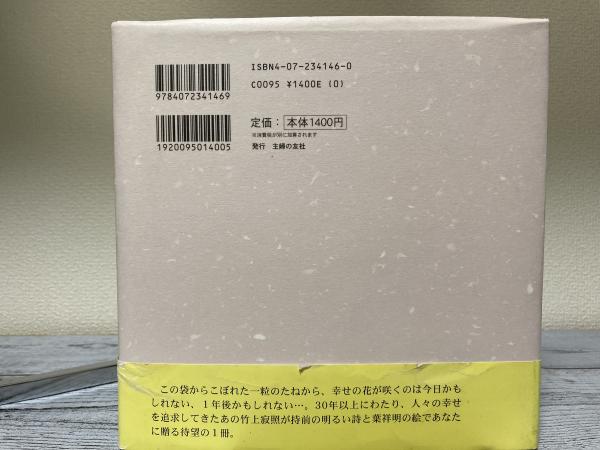 ISBN4-07-234146-0
C0095 ¥1400E (0)
9784072341469
定価：本体1400円
※消費税が別に加算されます
発行 主婦の友社
1920095014005
この袋からこぼれた一粒のたねから、幸せの花が咲くのは今日かも
しれない、1年後かもしれない…。30年以上にわたり、人々の幸せ
を追求してきたあの竹上寂照が持前の明るい詩と葉祥明の絵であなた
に贈る待望の1冊。